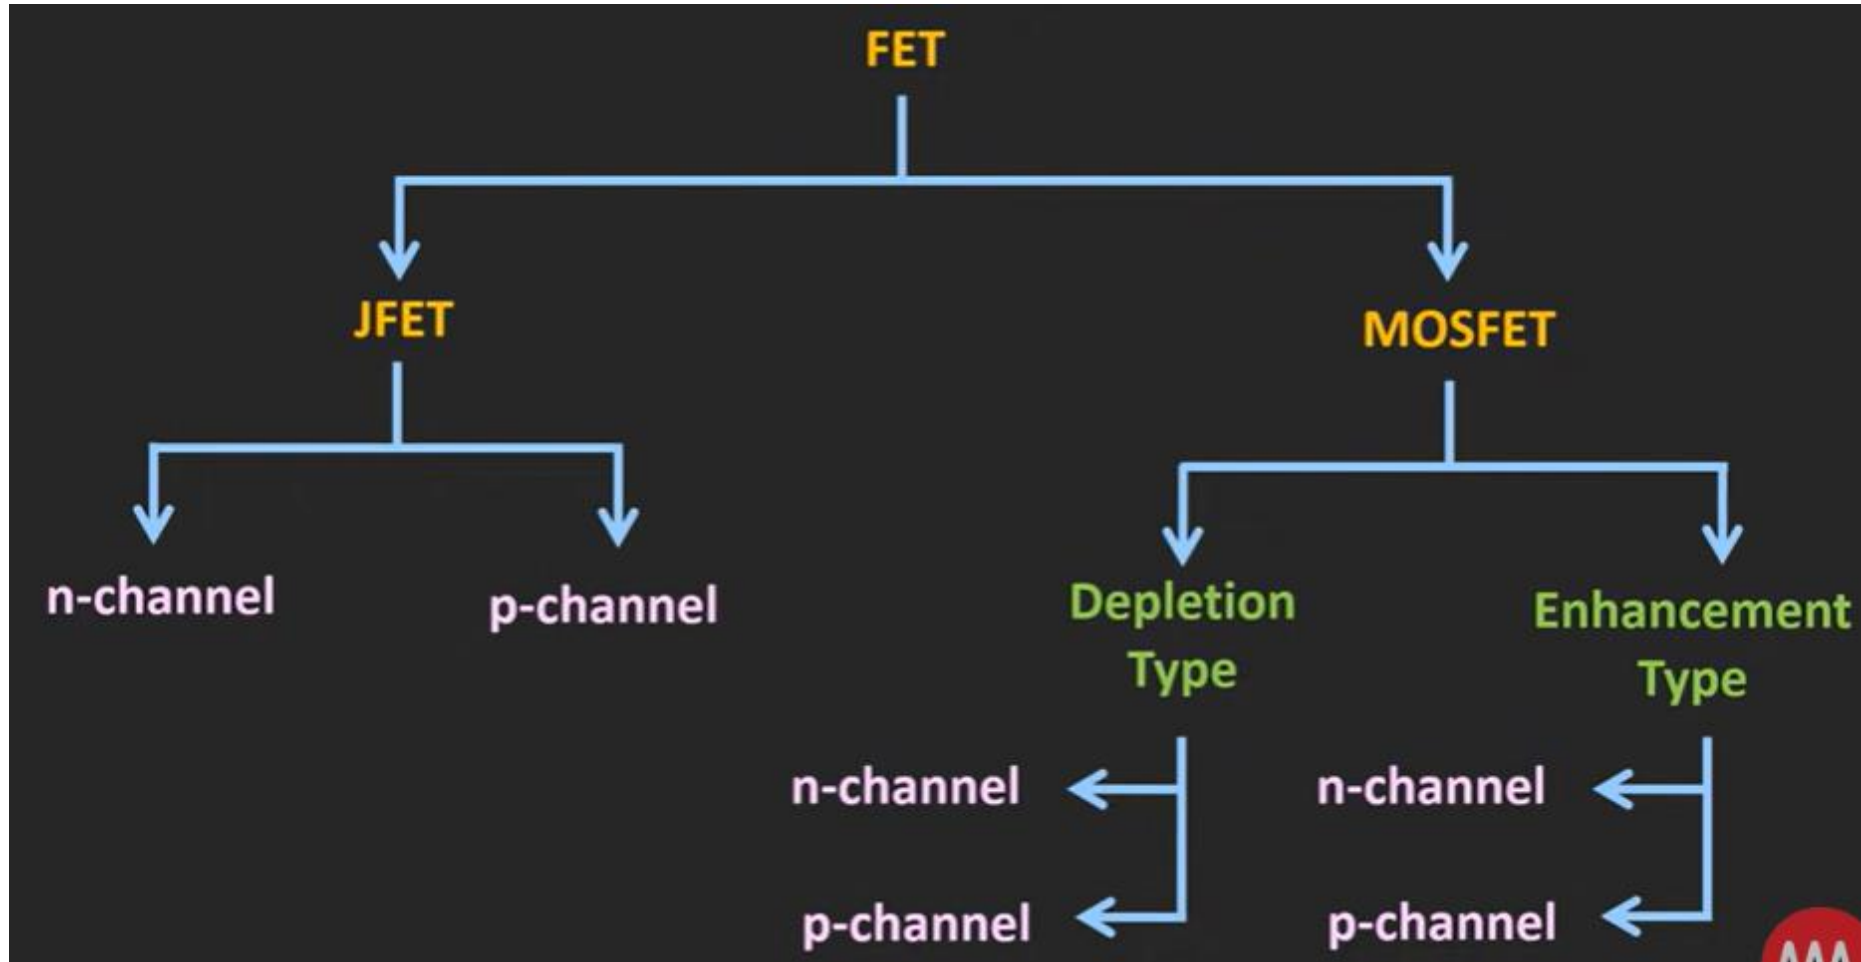 FET
JFET
MOSFET
n-channel
p-channel
Depletion
Type
Enhancement
Type
n-channel
n-channel
p-channel
p-channel